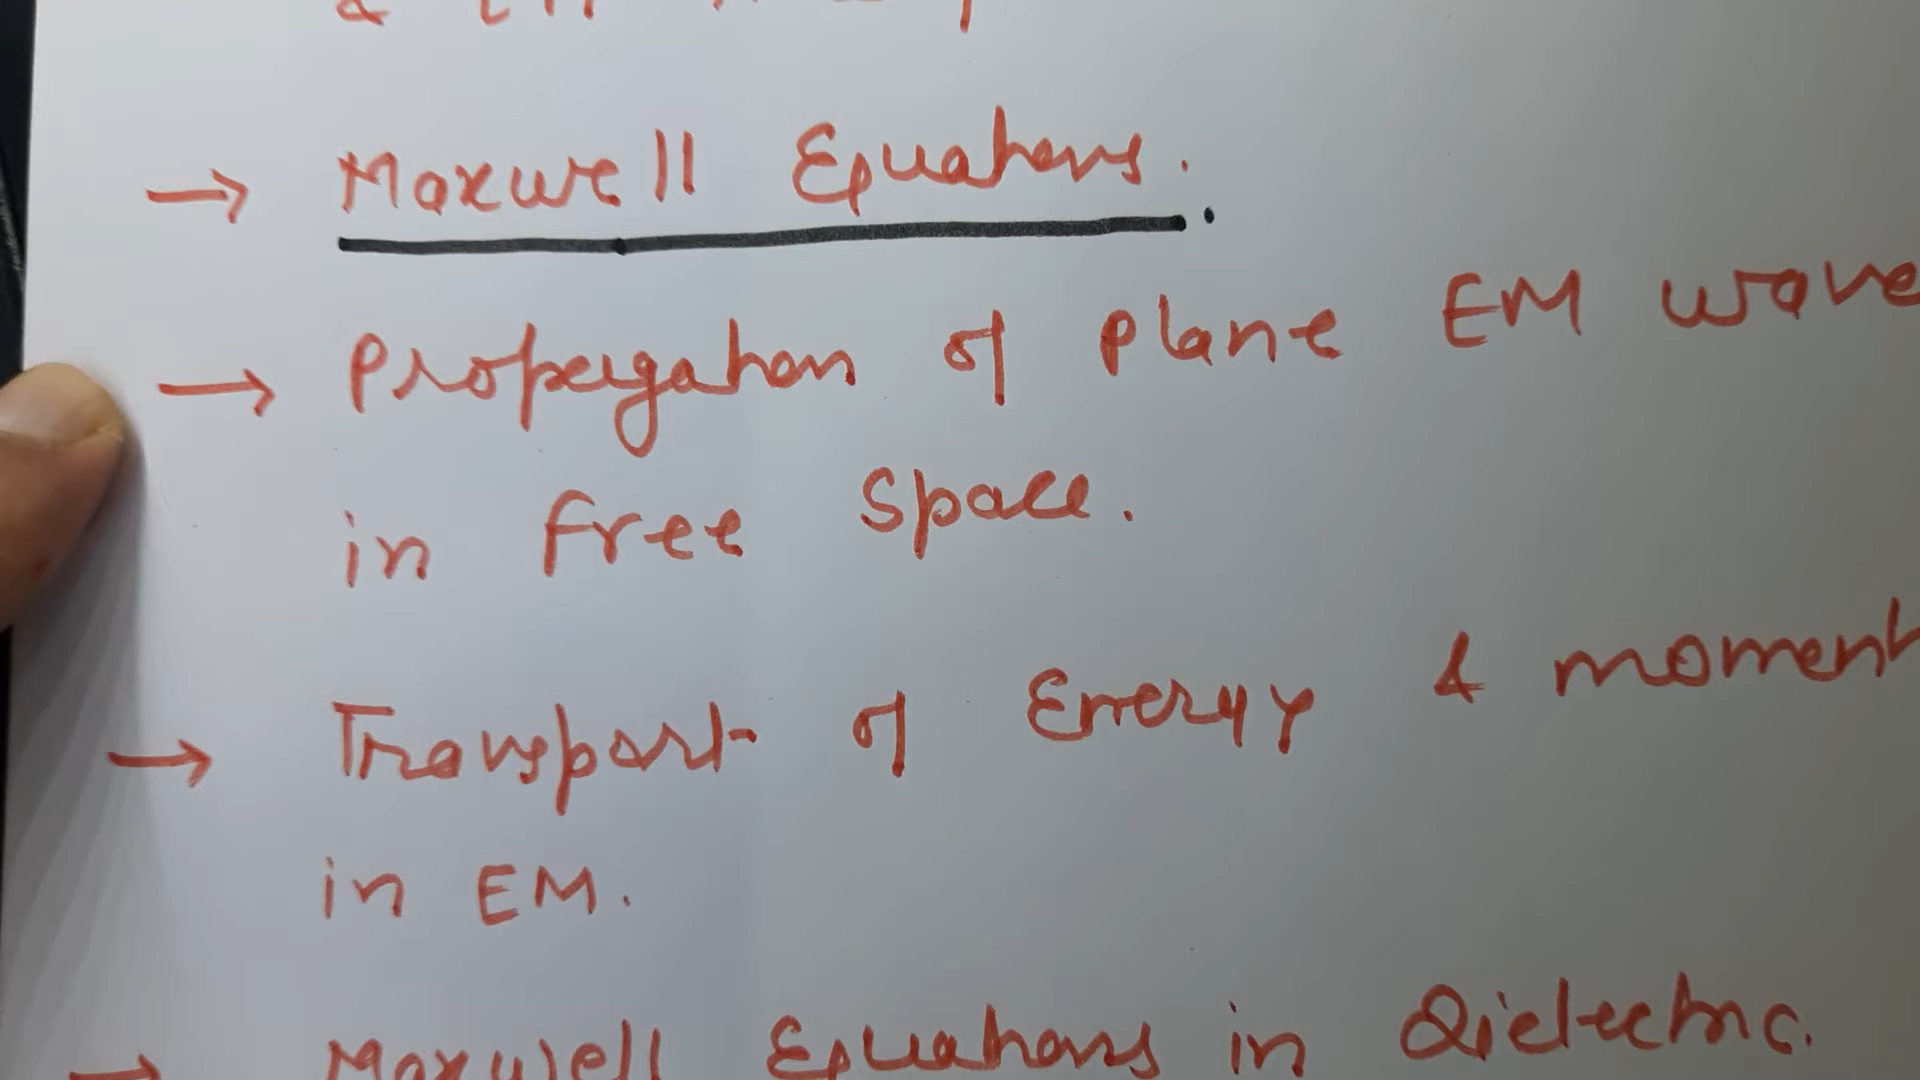 → Maxwell Equations.
→ Propergation of plane EM wave
in free space.
→ Transport of Energy & moment
in EM.
→ Maxwell Equations in Dielectric.